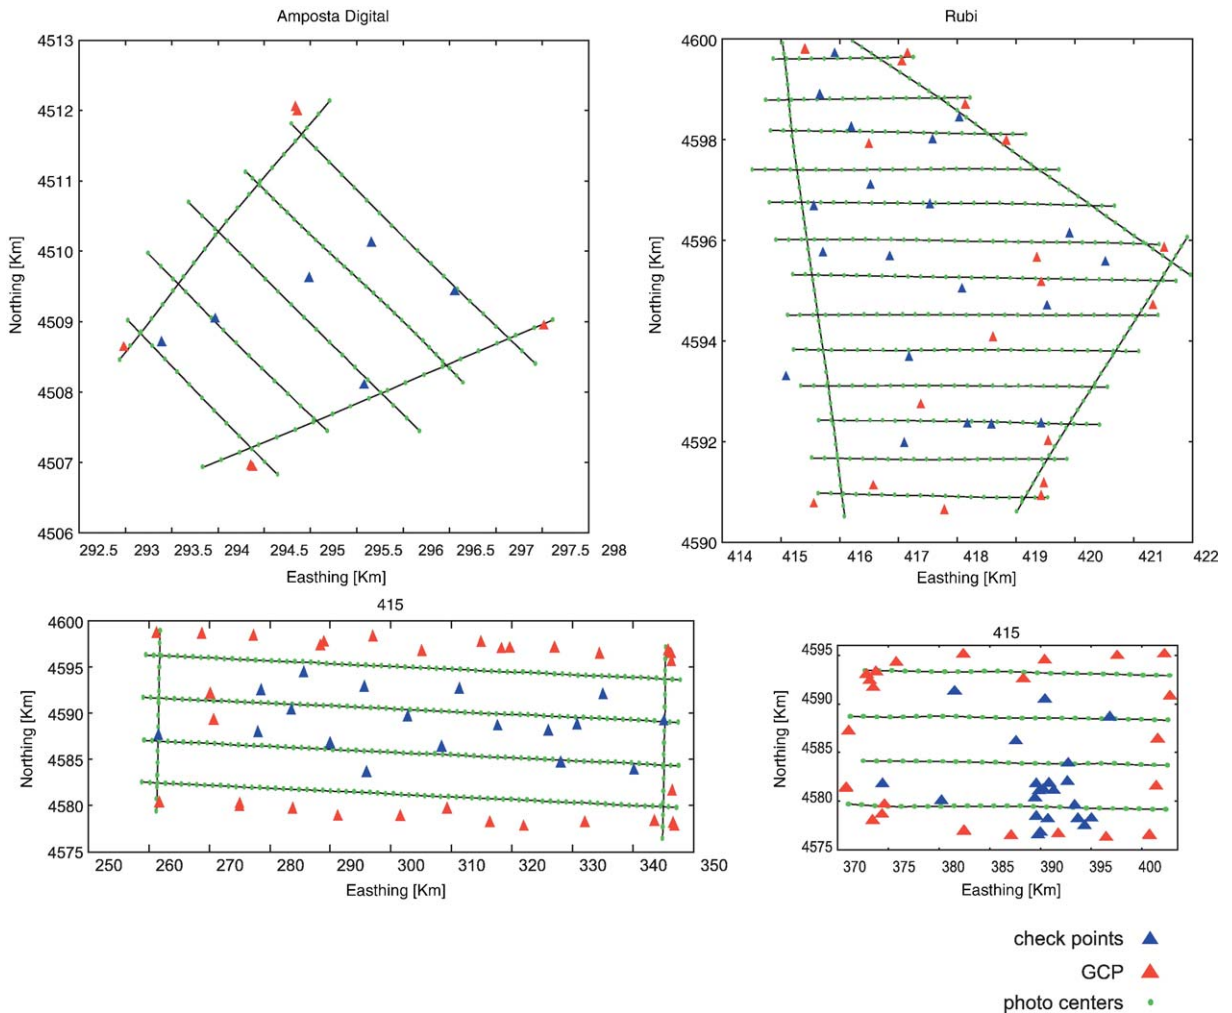 Amposta Digital
4513
4512
4511
4510
4509
4508
4507
4506
Northing [Km]
292.5 293 293.5 294 294.5 295 295.5 296 296.5 297 297.5 298
Easthing [Km]
Rubi
4600
4598
4596
4594
4592
4590
Northing [Km]
414 415 416 417 418 419 420 421 422
Easthing [Km]
415
4600
4595
4590
4585
4580
4575
Northing [Km]
250 260 270 280 290 300 310 320 330 340 350
Easthing [Km]
415
4595
4590
4585
4580
4575
Northing [Km]
370 375 380 385 390 395 400
Easthing [Km]
check points
GCP
photo centers